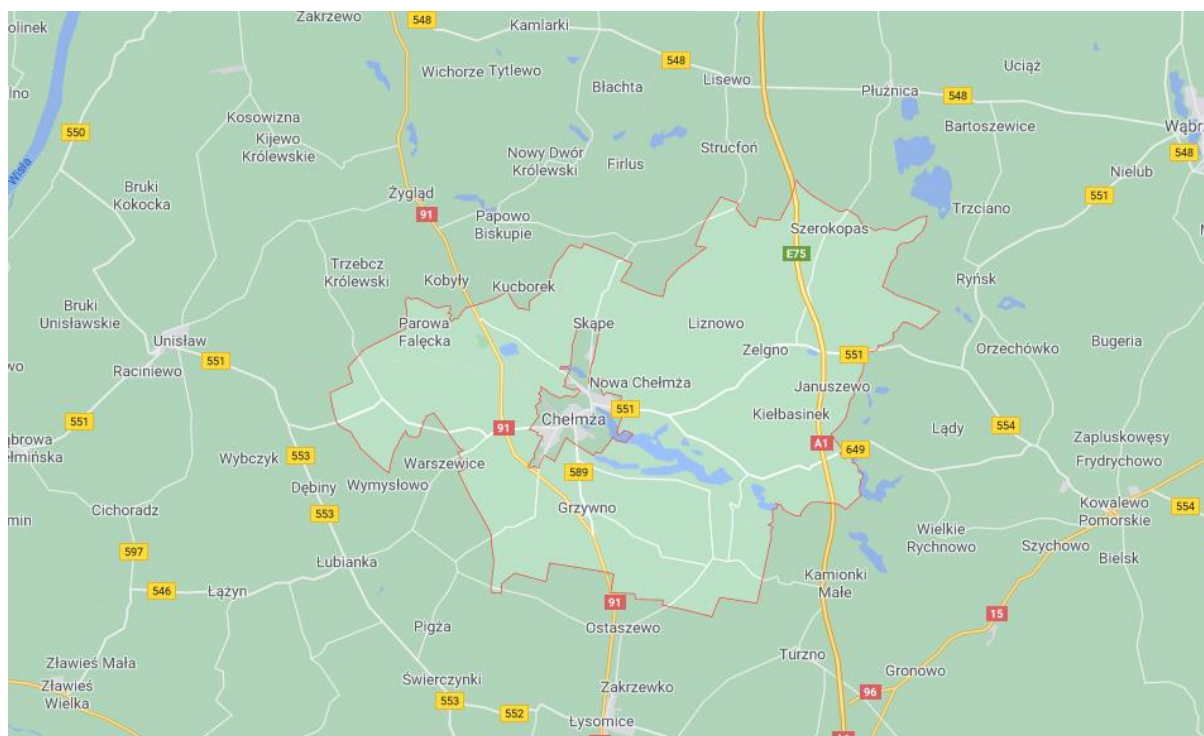 Zakrzewo
548
Kamlarki
olinek
Wichorze
Tytlewo
548
Lisewo
Uciąż
Błachta
Płużnica
548
lno
Kosowizna
Bartoszewice
Wąbr
550
Kijewo
Królewskie
Strucfoń
548
Nowy Dwór
Królewski
Firlus
Nielub
Wisła
Bruki
Kokocka
Żygląd
551
91
Papowo
Biskupie
Trzciano
Szerokopas
E75
Trzebcz
Królewski
Kobyły
Kucborek
Ryńsk
Bruki
Unisławskie
Parowa
Falęcka
Skąpe
Liznowo
Unisław
Zelgno
551
Orzechówko
Bugeria
551
Raciniewo
Nowa Chełmża
Januszewo
551
Chełmża
551
Kiełbasinek
91
554
Lądy
Zapluskowęsy
ąbrowa
ełmińska
A1
649
Wybczyk
553
Warszewice
Frydrychowo
589
Dębiny
Wymysłowo
Grzywno
Kowalewo
Pomorskie
554
min
Cichoradz
553
Wielkie
Rychnowo
Szychowo
Bielsk
597
Łubianka
546
Łążyn
Kamionki
Małe
91
15
Pigża
Ostaszewo
Turzno
Zławieś Mała
Gronowo
Świerczynki
Zławieś
Wielka
Zakrzewko
96
553
552
Łysomice